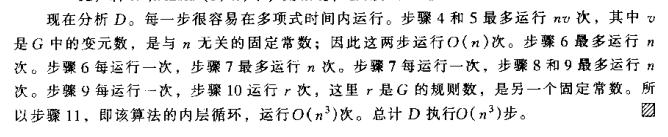 现在分析 D。每一步很容易在多项式时间内运行。步骤 4 和 5 最多运行 nv 次，其中 v
是 G 中的变元数，是与 n 无关的固定常数；因此这两步运行O(n)次。步骤 6 最多运行 n
次。步骤 6 每运行一次，步骤 7 最多运行 n 次。步骤 7 每运行一次，步骤 8 和 9 最多运行 n
次。步骤 9 每运行一次，步骤 10 运行 r 次，这里 r 是 G 的规则数，是另一个固定常数。所
以步骤 11，即该算法的内层循环，运行O(n³)次。总计 D 执行O(n³)步。